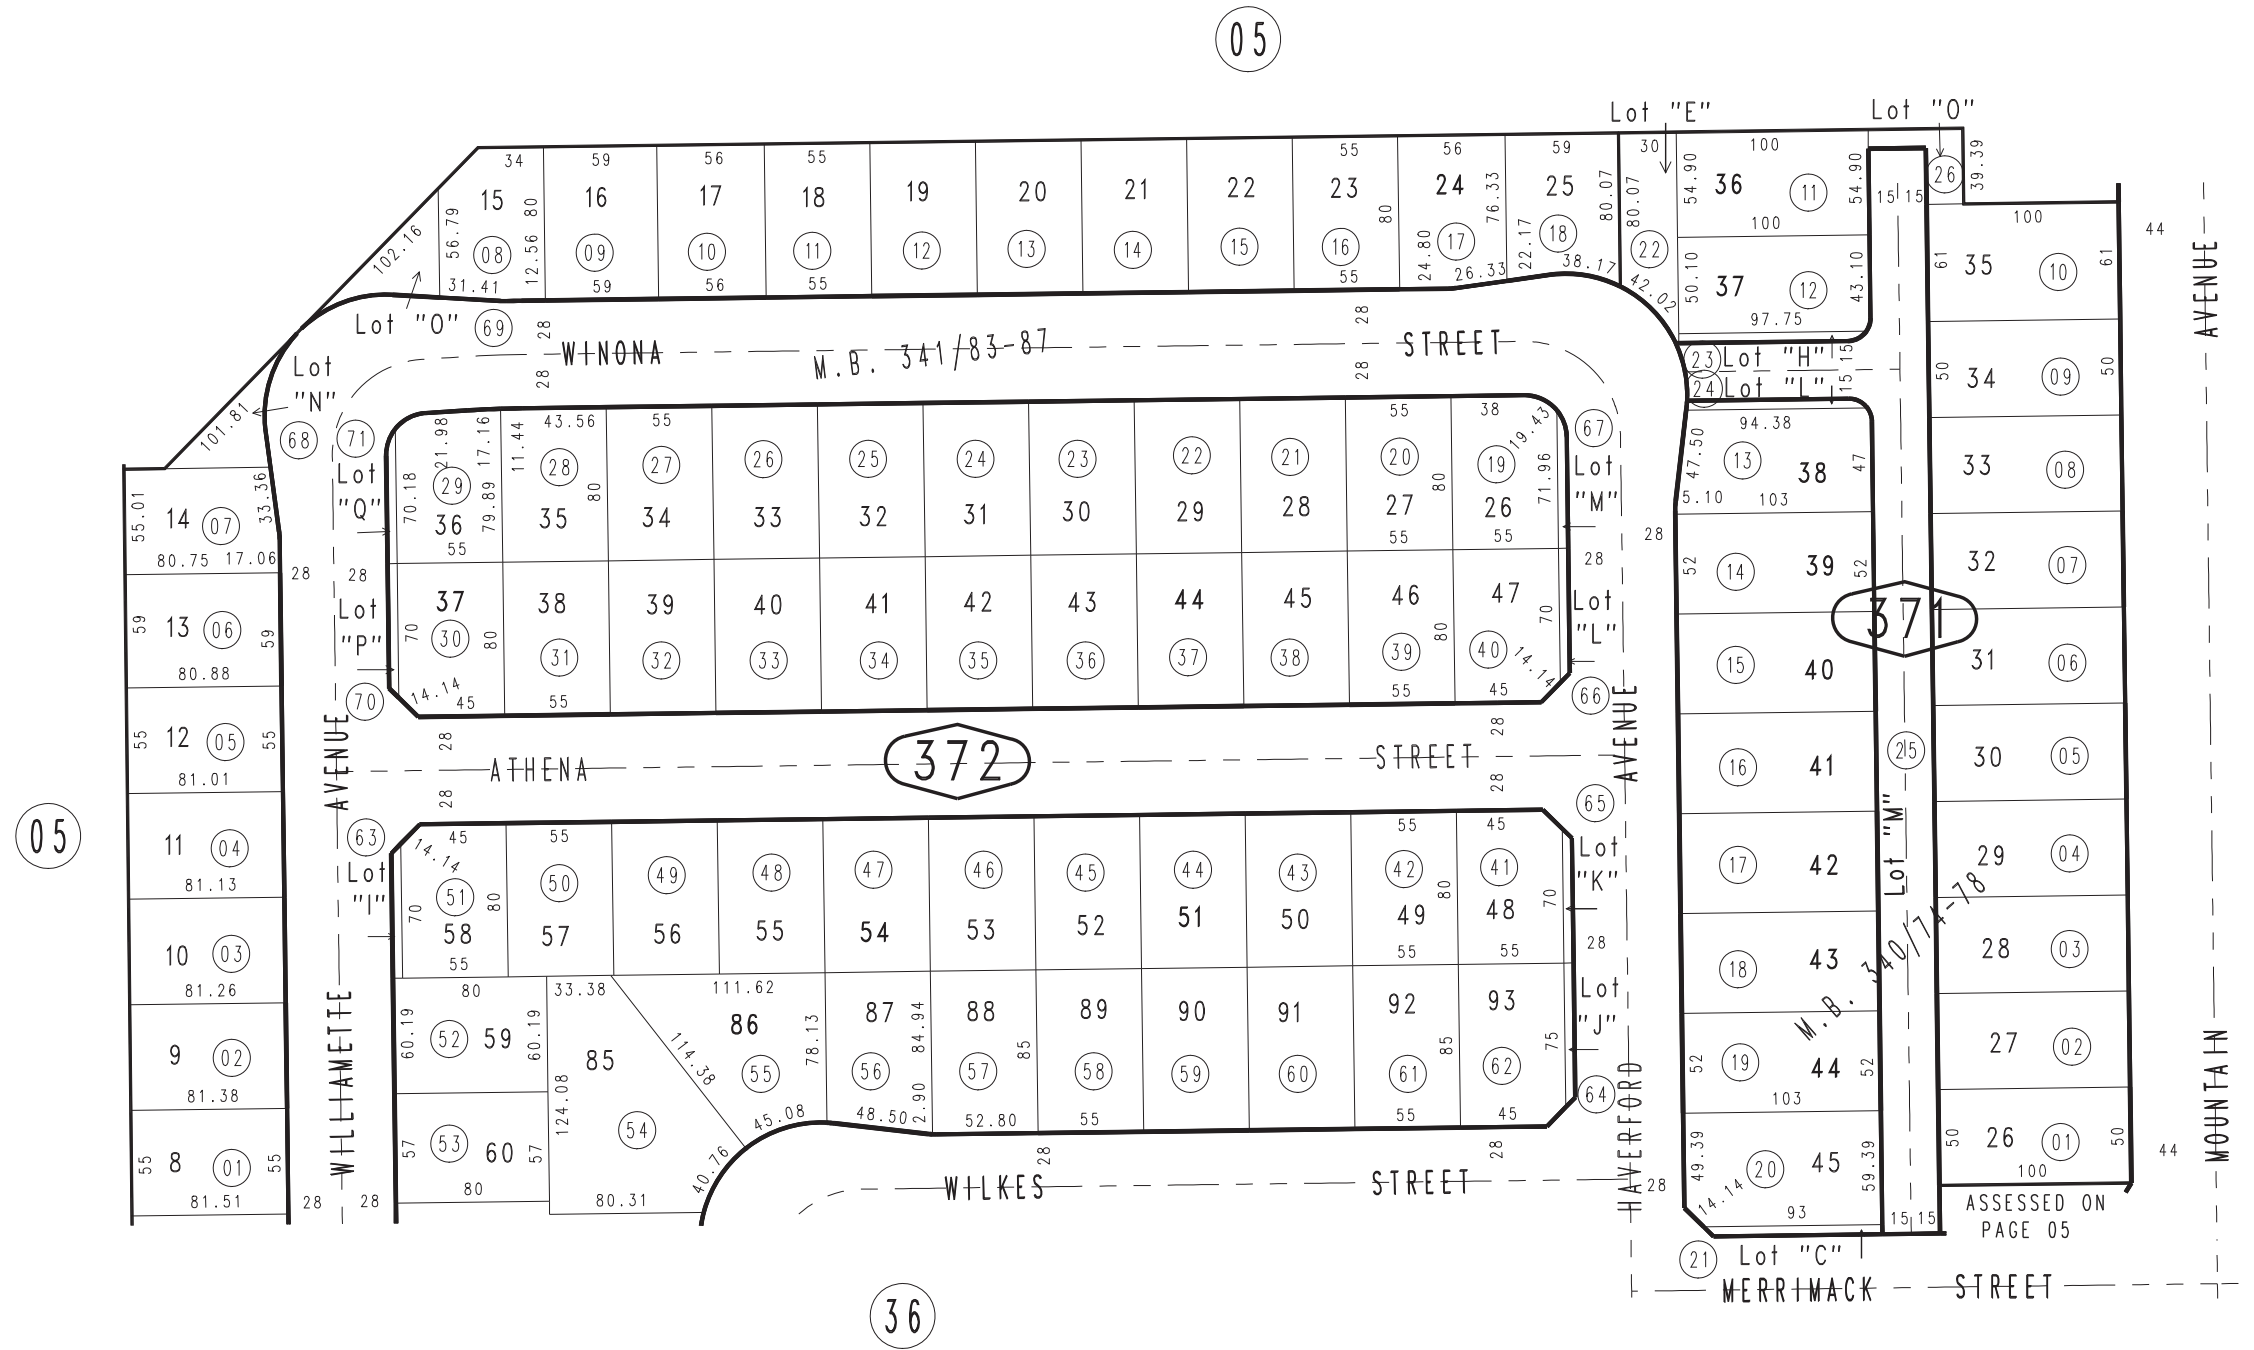 05
Lot "E"
Lot "O"
34 59 56 55 55 56 59 30 100
15 16 17 18 19 20 21 22 23 24 25 36
102.16 56.79 12.56 80 80 24.80 76.33 22.17 80.07 80.07 54.90 54.90 15 15 26 39.39
08 09 10 11 12 13 14 15 16 17 18 22 11
100
31.41 59 56 55 55 26.33 38.17 42.02
50.10 37 12 43.10
97.75
100 44
61 35 10 61
Lot "O" 69
28 28
WINONA M.B. 341/83-87 STREET
28 28
23 Lot "H" 15
24 Lot "L" 15
50 34 09 50
Lot
"N"
101.81
68 71
Lot
"Q"
21.98 17.16 11.44 43.56 55 55 38 19.43
29 28 27 26 25 24 23 22 21 20 19
70.18 79.89 80 80 71.96
36 35 34 33 32 31 30 29 28 27 26
55 55 55
67
Lot
"M"
94.38
47.50 13 38 47
5.10 103
33 08
55.01 14 07 33.36
80.75 17.06
28 28 28 28
Lot
"P"
37 38 39 40 41 42 43 44 45 46 47
70 30 80 31 32 33 34 35 36 37 38 39 80 40 70
14.14 45 55 55 45 14.14
Lot
"L"
52 14 39 52
32 07
371
59 13 06 59
80.88
70 66
15 40
31 06
55 12 05 55
81.01
28 28
ATHENA 372 STREET
28 28
AVENUE AVENUE
16 41 25
30 05
63 65
Lot
"I"
Lot
"K"
11 04
81.13
45 55 55 45
14.14 51 50 49 48 47 46 45 44 43 42 41
70 80 80 70
58 57 56 55 54 53 52 51 50 49 48
55 55 55
28
17 42 Lot "M"
29 04
M.B. 340/74-78
10 03
81.26
80 33.38 111.62
60.19 52 59 60.19 85 114.38 86 55 78.13
87 88 89 90 91 92 93
56 84.94 57 85 58 59 60 61 85 62 75
Lot
"J"
64
18 43
28 03
9 02
81.38
124.08 54 45.08 48.50 2.90 52.80 55 55 45
57 53 60 57
80 80.31 40.76
52 19 44 52
103
27 02
55 8 01 55
81.51
28 28
WILLIAMETTE
28 28
WILKES STREET
HAVERFORD
28
49.39 20 45 59.39
14.14 93 15 15
50 26 01 50
100
44
AVENUE
MOUNTAIN
ASSESSED ON
PAGE 05
21 Lot "C"
MERRIMACK STREET
05
36